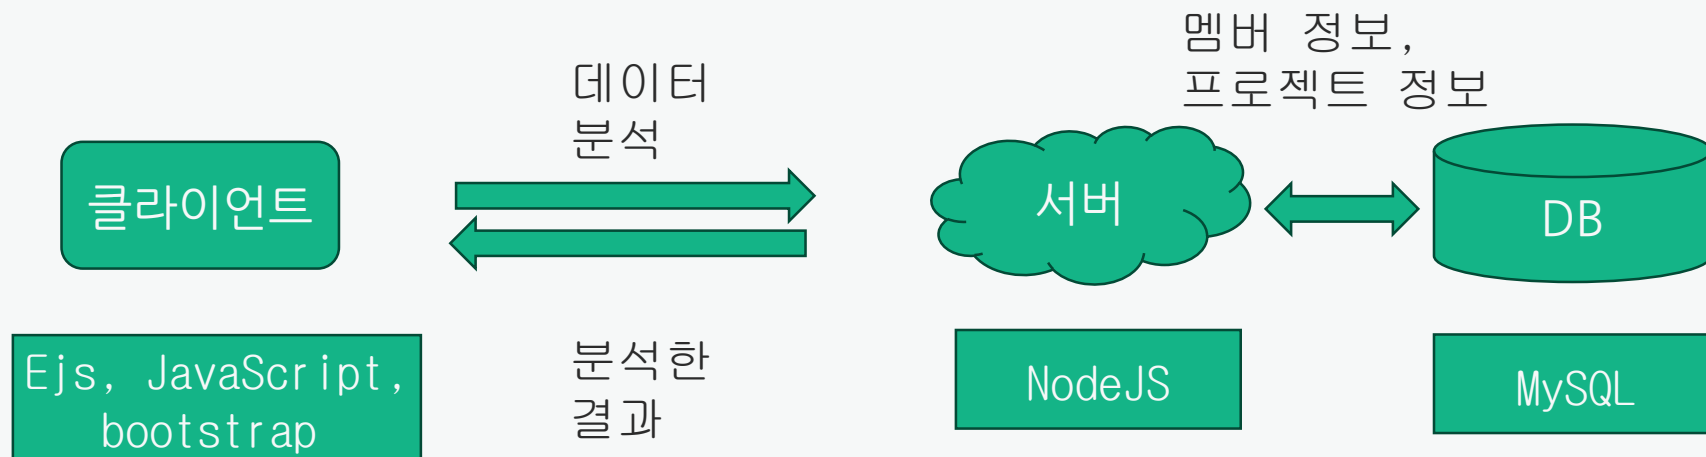 멤버 정보,
프로젝트 정보
데이터
분석
클라이언트
서버
DB
분석한
결과
Ejs, JavaScript,
bootstrap
NodeJS
MySQL